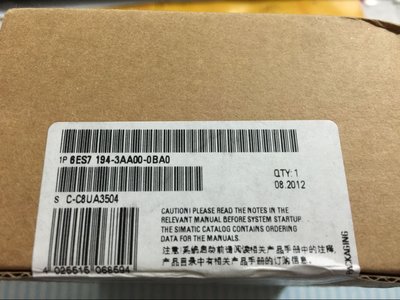 1P 6ES7 194-3AA00-0BA0
QTY: 1
08.2012
S C-C8UA3504
CAUTION! PLEASE READ THE NOTES IN THE
RELEVANT MANUAL BEFORE SYSTEM STARTUP.
THE SIMATIC CATALOG CONTAINS ORDERING
DATA FOR THE MANUALS.
注意:系统启动前请阅读相关产品手册中的注释
产品目录中有相关产品手册的订购信息.
PACKAGING
4 025515 068504